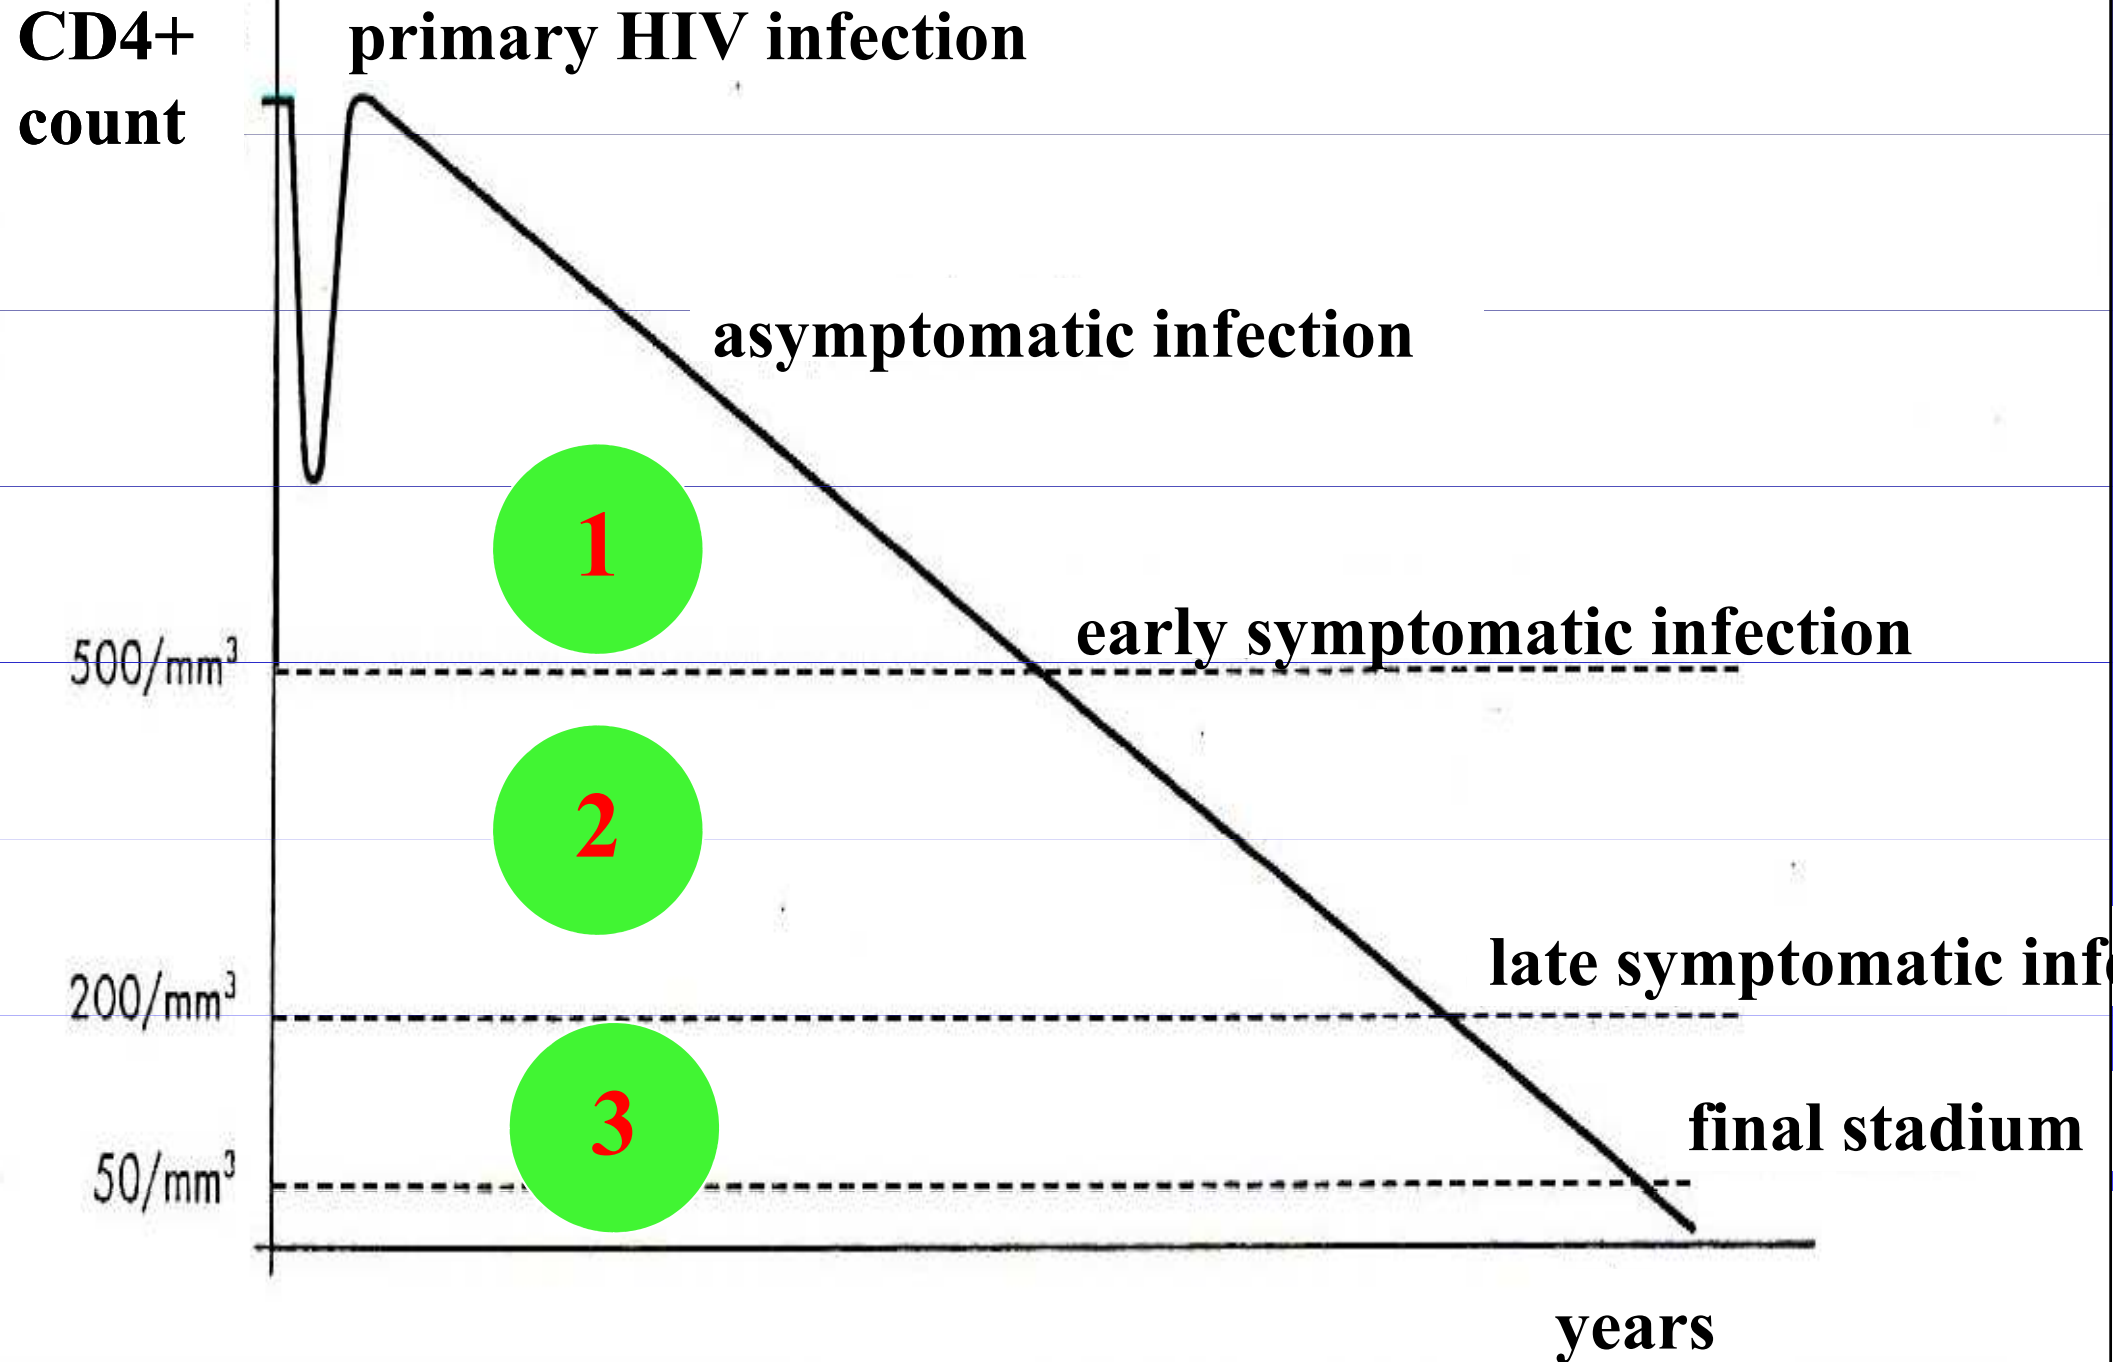 CD4+
count
primary HIV infection
asymptomatic infection
1
500/mm³
early symptomatic infection
2
200/mm³
late symptomatic
3
final stadium
50/mm³
years